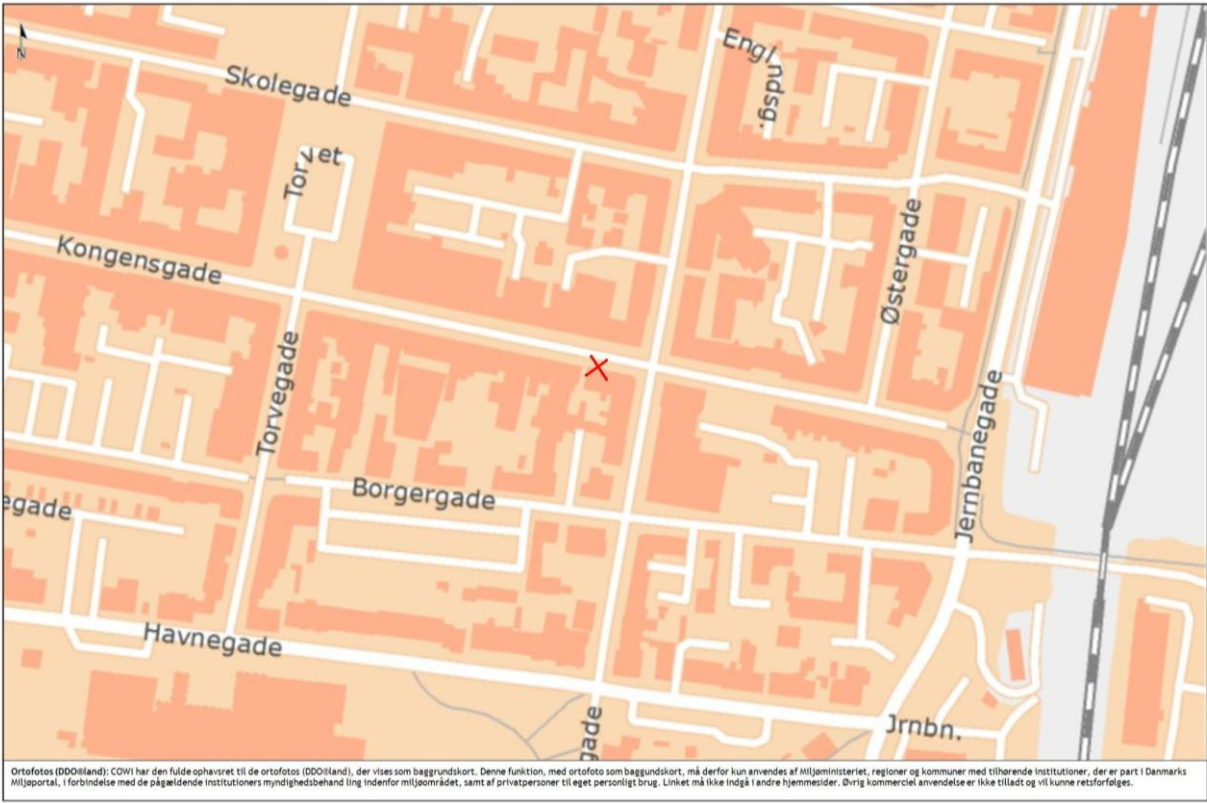 N
Engl
ndsg.
Skolegade
Torvet
Kongensgade
Østergade
Torvegade
Jernbanegade
Borgergade
egade
Havnegade
gade
Jrnbn.
Ortofotos (DDO®land): COWI har den fulde ophavsret til de ortofotos (DDO®land), der vises som baggrundskort. Denne funktion, med ortofoto som baggundskort, må derfor kun anvendes af Miljøministeriet, regioner og kommuner med tilhørende institutioner, der er part i Danmarks
Miljøportal, i forbindelse med de pågældende institutioners myndighedsbehand ling indenfor miljøområdet, samt af privatpersoner til eget personligt brug. Linket må ikke indgå i andre hjemmesider. Øvrig kommerciel anvendelse er ikke tilladt og vil kunne retsforfølges.